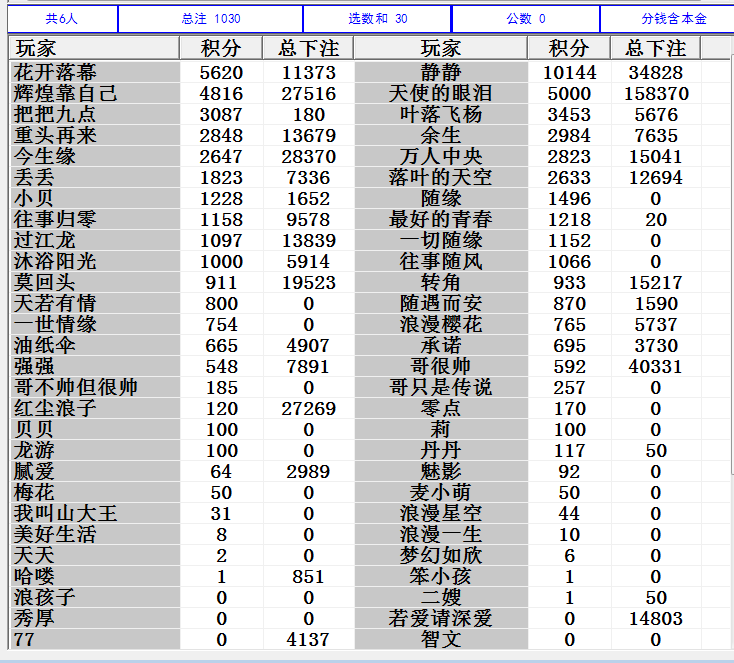 共6人 总注 1030 选数和 30 公数 0 分钱含本金
玩家 积分 总下注 玩家 积分 总下注
花开落幕 5620 11373 静静 10144 34828
辉煌靠自己 4816 27516 天使的眼泪 5000 158370
把把九点 3087 180 叶落飞杨 3453 5676
重头再来 2848 13679 余生 2984 7635
今生缘 2647 28370 万人中央 2823 15041
丢丢 1823 7336 落叶的天空 2633 12694
小贝 1228 1652 随缘 1496 0
往事归零 1158 9578 最好的青春 1218 20
过江龙 1097 13839 一切随缘 1152 0
沐浴阳光 1000 5914 往事随风 1066 0
莫回头 911 19523 转角 933 15217
天若有情 800 0 随遇而安 870 1590
一世情缘 754 0 浪漫樱花 765 5737
油纸伞 665 4907 承诺 695 3730
强强 548 7891 哥很帅 592 40331
哥不帅但很帅 185 0 哥只是传说 257 0
红尘浪子 120 27269 零点 170 0
贝贝 100 0 莉 100 0
龙游 100 0 丹丹 117 50
腻爱 64 2989 魅影 92 0
梅花 50 0 麦小萌 50 0
我叫山大王 31 0 浪漫星空 44 0
美好生活 8 0 浪漫一生 10 0
天天 2 0 梦幻如欣 6 0
哈喽 1 851 笨小孩 1 0
浪孩子 0 0 二嫂 1 50
秀厚 0 0 若爱请深爱 0 14803
77 0 4137 智文 0 0